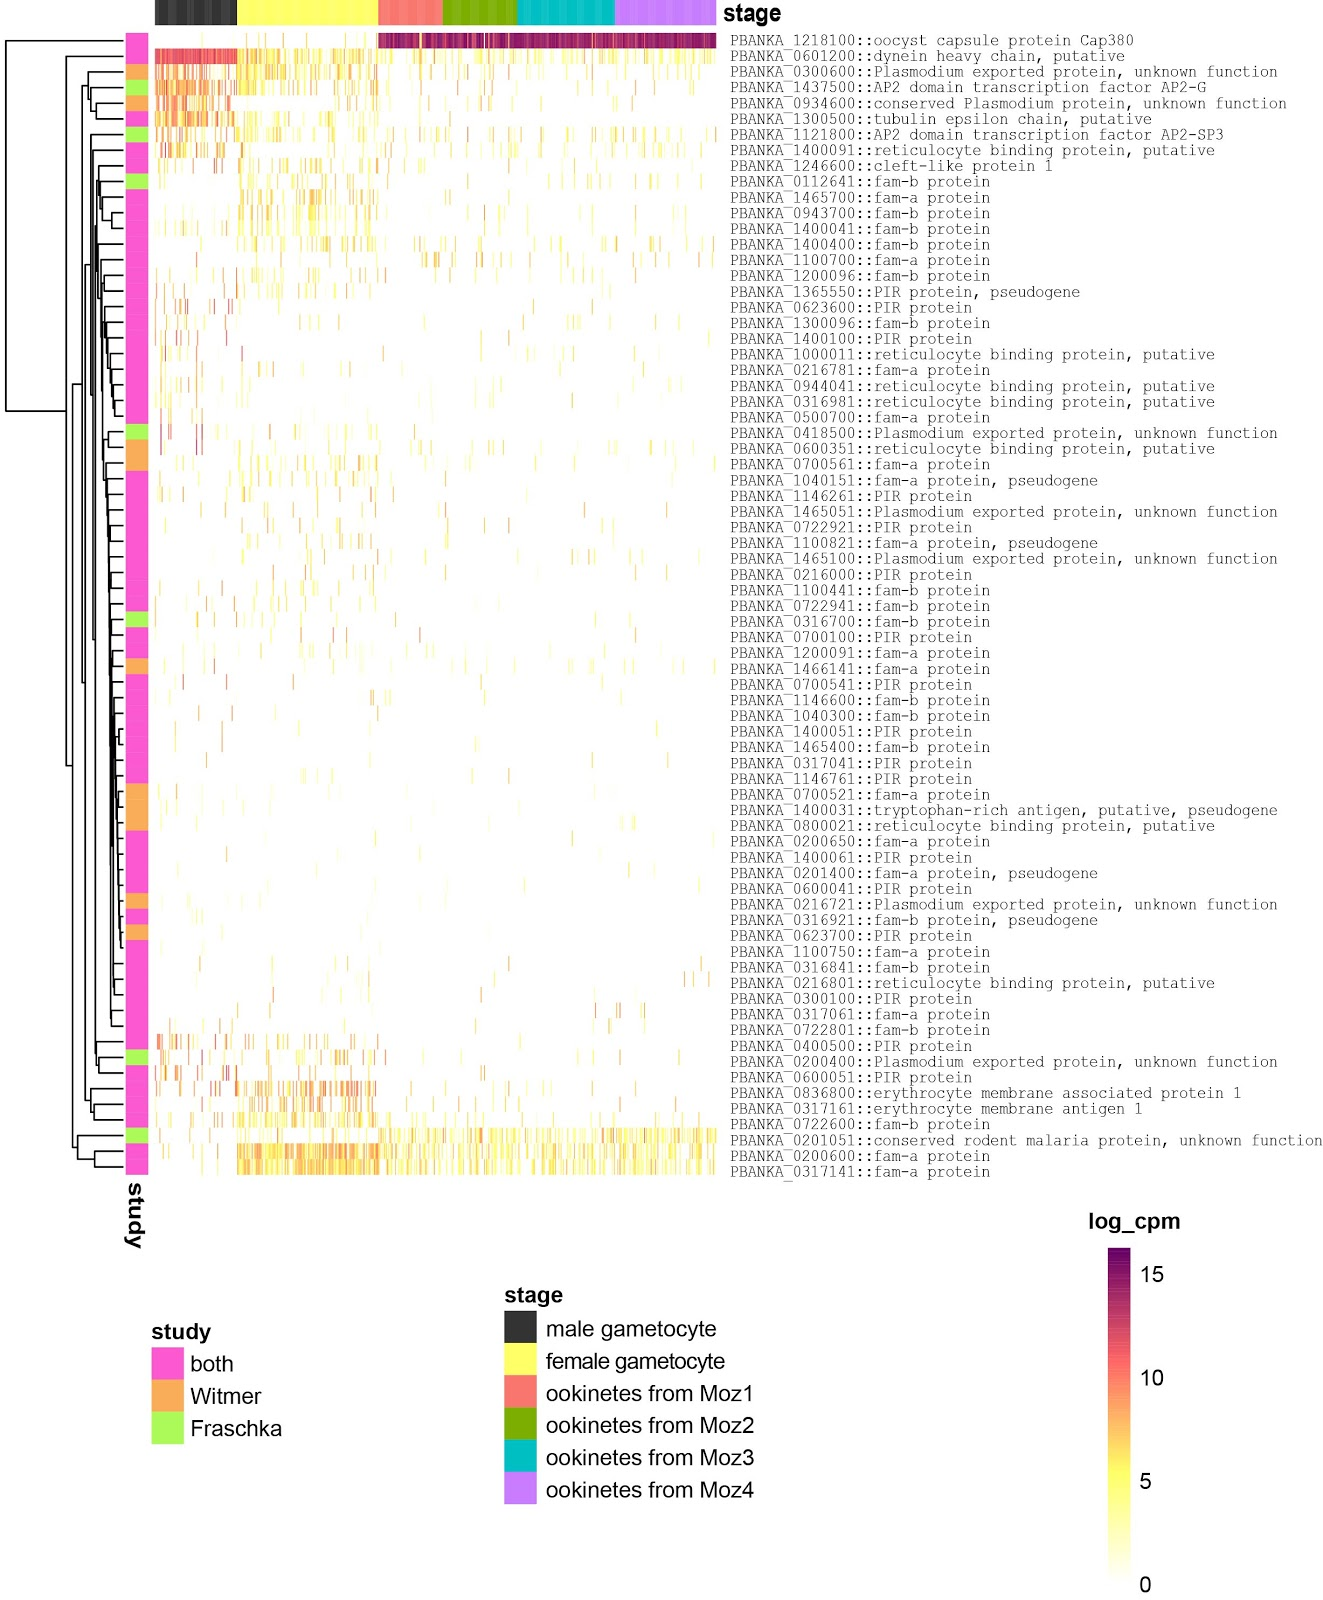 stage
PBANKA_1218100::oocyst capsule protein Cap380
PBANKA_0601200::dynein heavy chain, putative
PBANKA_0300600::Plasmodium exported protein, unknown function
PBANKA_1437500::AP2 domain transcription factor AP2-G
PBANKA_0934600::conserved Plasmodium protein, unknown function
PBANKA_1300500::tubulin epsilon chain, putative
PBANKA_1121800::AP2 domain transcription factor AP2-SP3
PBANKA_1400091::reticulocyte binding protein, putative
PBANKA_1246600::cleft-like protein 1
PBANKA_0112641::fam-b protein
PBANKA_1465700::fam-a protein
PBANKA_0943700::fam-b protein
PBANKA_1400041::fam-b protein
PBANKA_1400400::fam-b protein
PBANKA_1100700::fam-a protein
PBANKA_1200096::fam-b protein
PBANKA_1365550::PIR protein, pseudogene
PBANKA_0623600::PIR protein
PBANKA_1300096::fam-b protein
PBANKA_1400100::PIR protein
PBANKA_1000011::reticulocyte binding protein, putative
PBANKA_0216781::fam-a protein
PBANKA_0944041::reticulocyte binding protein, putative
PBANKA_0316981::reticulocyte binding protein, putative
PBANKA_0500700::fam-a protein
PBANKA_0418500::Plasmodium exported protein, unknown function
PBANKA_0600351::reticulocyte binding protein, putative
PBANKA_0700561::fam-a protein
PBANKA_1040151::fam-a protein, pseudogene
PBANKA_1146261::PIR protein
PBANKA_1465051::Plasmodium exported protein, unknown function
PBANKA_0722921::PIR protein
PBANKA_1100821::fam-a protein, pseudogene
PBANKA_1465100::Plasmodium exported protein, unknown function
PBANKA_0216000::PIR protein
PBANKA_1100441::fam-b protein
PBANKA_0722941::fam-b protein
PBANKA_0316700::fam-b protein
PBANKA_0700100::PIR protein
PBANKA_1200091::fam-a protein
PBANKA_1466141::fam-a protein
PBANKA_0700541::PIR protein
PBANKA_1146600::fam-b protein
PBANKA_1040300::fam-b protein
PBANKA_1400051::PIR protein
PBANKA_1465400::fam-b protein
PBANKA_0317041::PIR protein
PBANKA_1146761::PIR protein
PBANKA_0700521::fam-a protein
PBANKA_1400031::tryptophan-rich antigen, putative, pseudogene
PBANKA_0800021::reticulocyte binding protein, putative
PBANKA_0200650::fam-a protein
PBANKA_1400061::PIR protein
PBANKA_0201400::fam-a protein, pseudogene
PBANKA_0600041::PIR protein
PBANKA_0216721::Plasmodium exported protein, unknown function
PBANKA_0316921::fam-b protein, pseudogene
PBANKA_0623700::PIR protein
PBANKA_1100750::fam-a protein
PBANKA_0316841::fam-b protein
PBANKA_0216801::reticulocyte binding protein, putative
PBANKA_0300100::PIR protein
PBANKA_0317061::fam-a protein
PBANKA_0722801::fam-b protein
PBANKA_0400500::PIR protein
PBANKA_0200400::Plasmodium exported protein, unknown function
PBANKA_0600051::PIR protein
PBANKA_0836800::erythrocyte membrane associated protein 1
PBANKA_0317161::erythrocyte membrane antigen 1
PBANKA_0722600::fam-b protein
PBANKA_0201051::conserved rodent malaria protein, unknown function
PBANKA_0200600::fam-a protein
PBANKA_0317141::fam-a protein
study
study
both
Witmer
Fraschka
stage
male gametocyte
female gametocyte
ookinetes from Moz1
ookinetes from Moz2
ookinetes from Moz3
ookinetes from Moz4
log_cpm
15
10
5
0